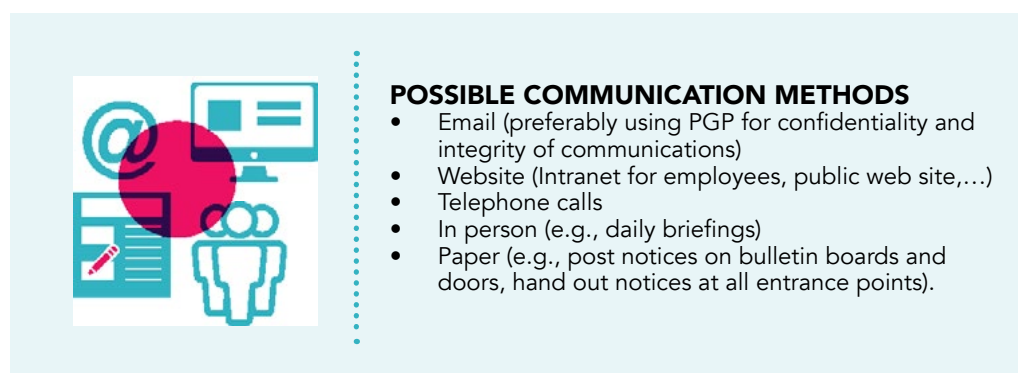 @
POSSIBLE COMMUNICATION METHODS
• Email (preferably using PGP for confidentiality and
integrity of communications)
• Website (Intranet for employees, public web site,…)
• Telephone calls
• In person (e.g., daily briefings)
• Paper (e.g., post notices on bulletin boards and
doors, hand out notices at all entrance points).